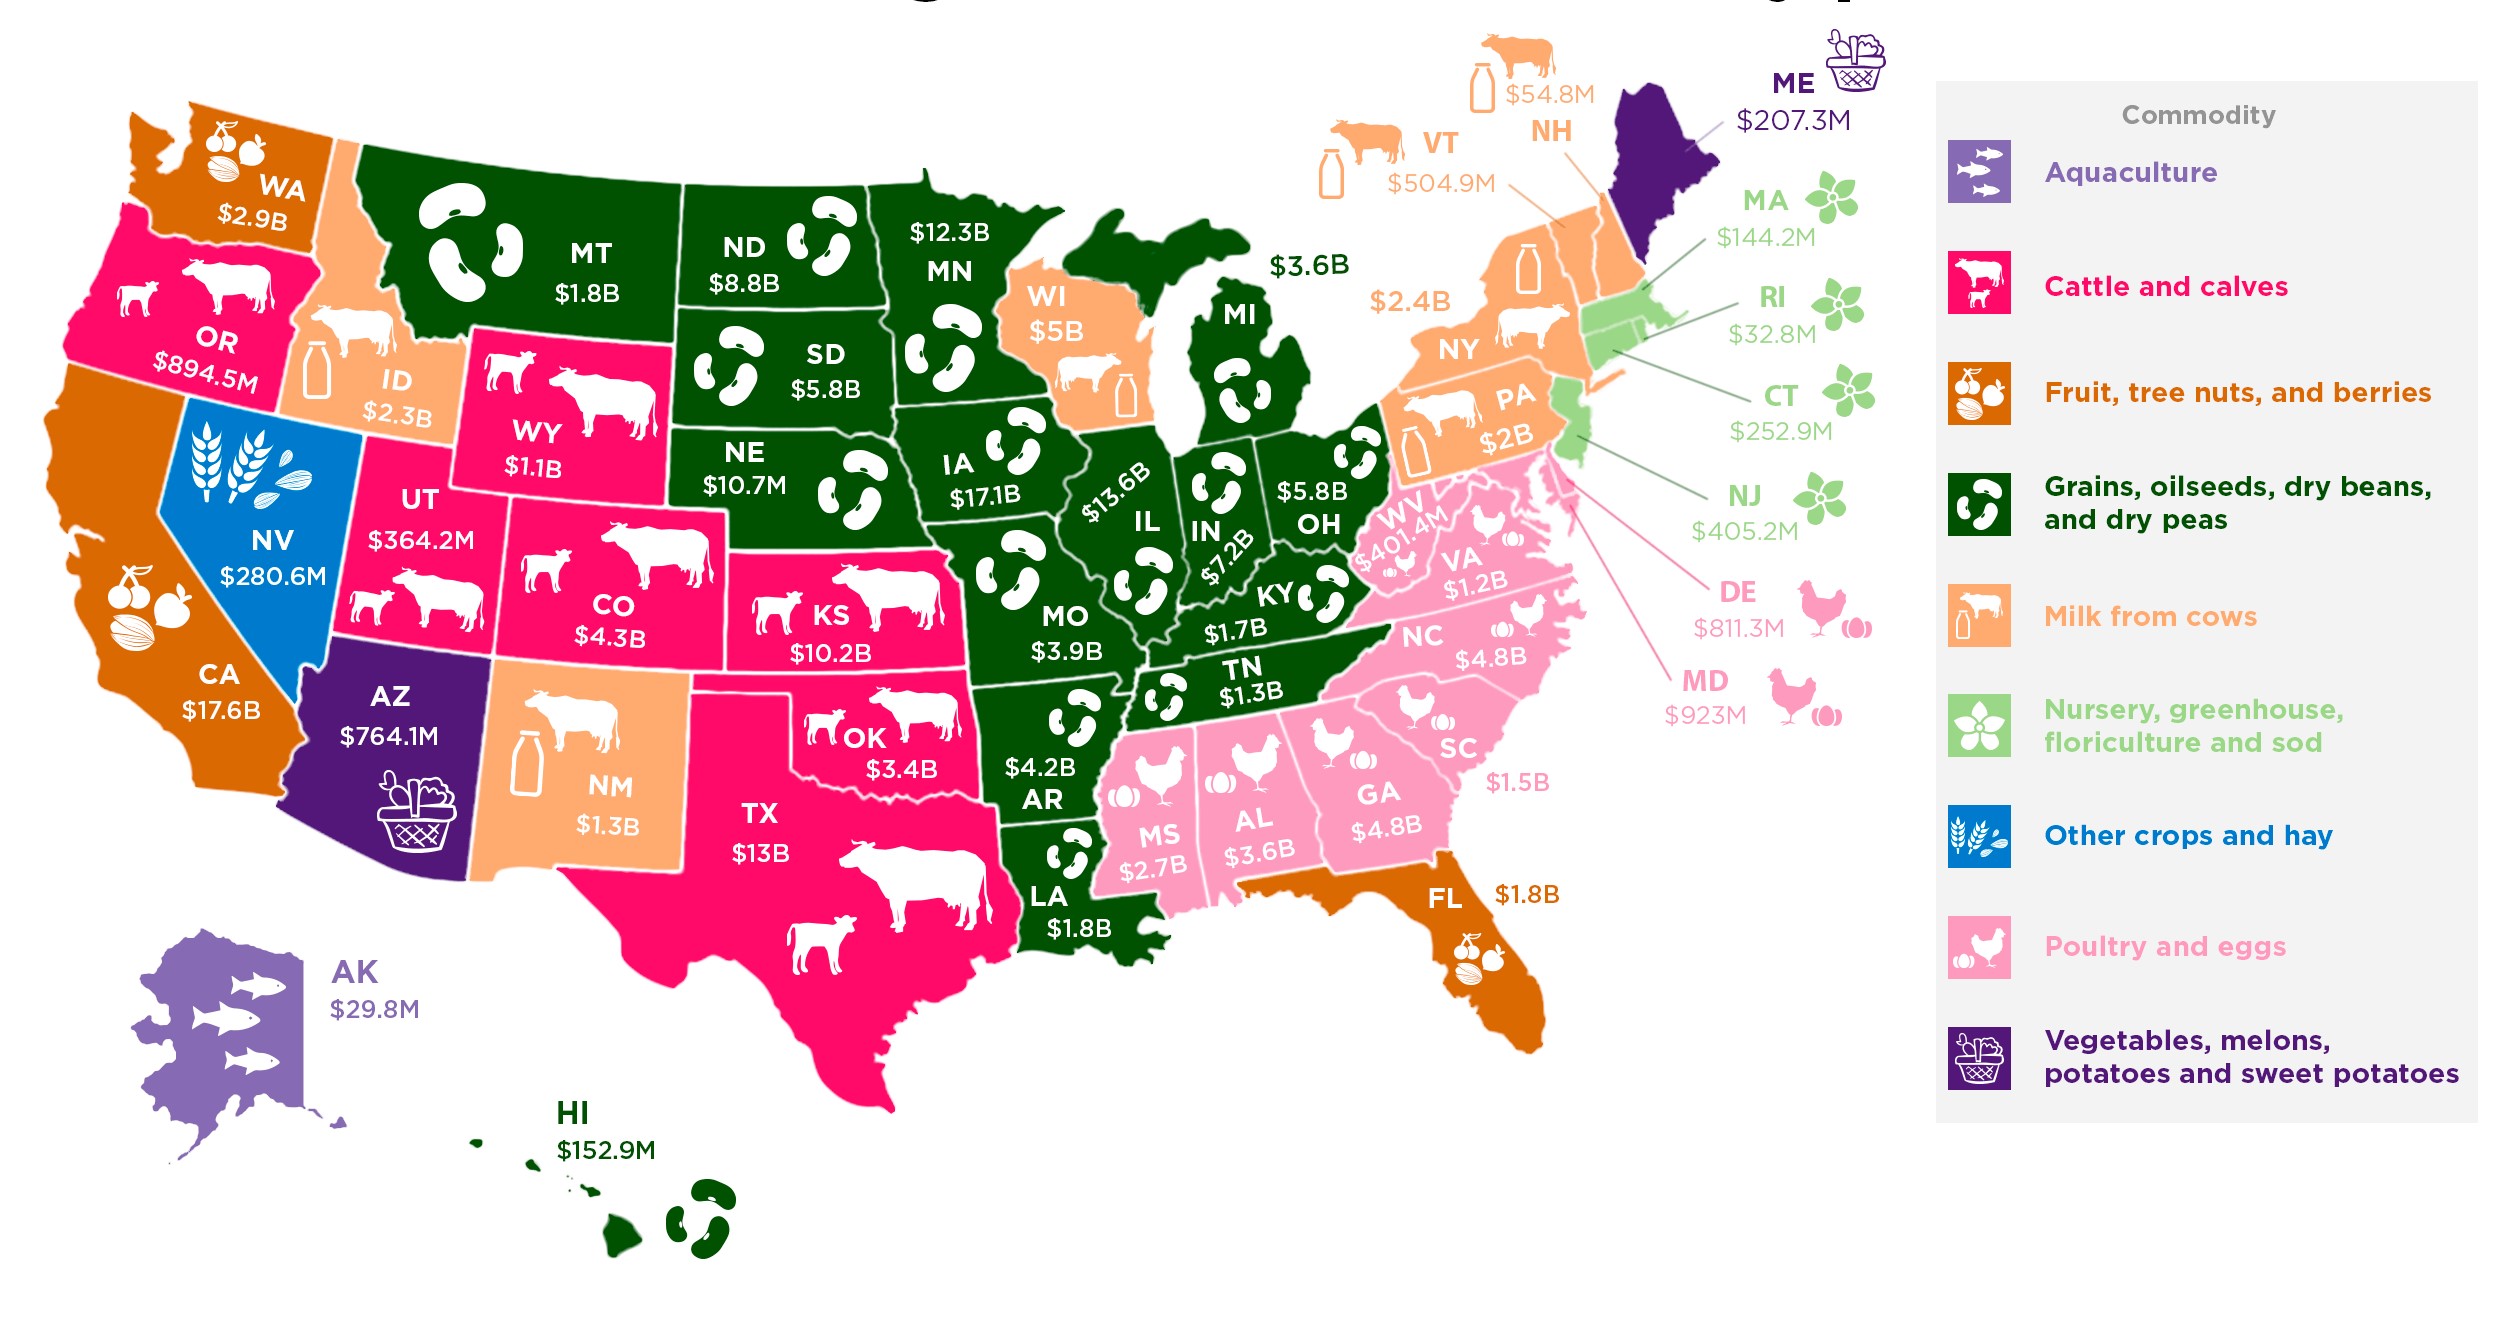 WA
$2.9B
OR
$894.5M
CA
$17.6B
NV
$280.6M
ID
$2.3B
MT
$1.8B
WY
$1.1B
UT
$364.2M
CO
$4.3B
AZ
$764.1M
NM
$1.3B
ND
$8.8B
SD
$5.8B
NE
$10.7M
KS
$10.2B
OK
$3.4B
TX
$13B
$12.3B
MN
IA
$17.1B
MO
$3.9B
$4.2B
AR
LA
$1.8B
WI
$5B
$13.6B
IL
MI
$3.6B
IN
$7.2B
$5.8B
OH
KY
$1.7B
TN
$1.3B
MS
$2.7B
AL
$3.6B
GA
$4.8B
FL
$1.8B
SC
$1.5B
NC
$4.8B
VA
$1.2B
WV
$401.4M
PA
$2B
NY
$2.4B
VT
$504.9M
$54.8M
NH
ME
$207.3M
MA
$144.2M
RI
$32.8M
CT
$252.9M
NJ
$405.2M
DE
$811.3M
MD
$923M
AK
$29.8M
HI
$152.9M
Commodity
Aquaculture
Cattle and calves
Fruit, tree nuts, and berries
Grains, oilseeds, dry beans,
and dry peas
Milk from cows
Nursery, greenhouse,
floriculture and sod
Other crops and hay
Poultry and eggs
Vegetables, melons,
potatoes and sweet potatoes